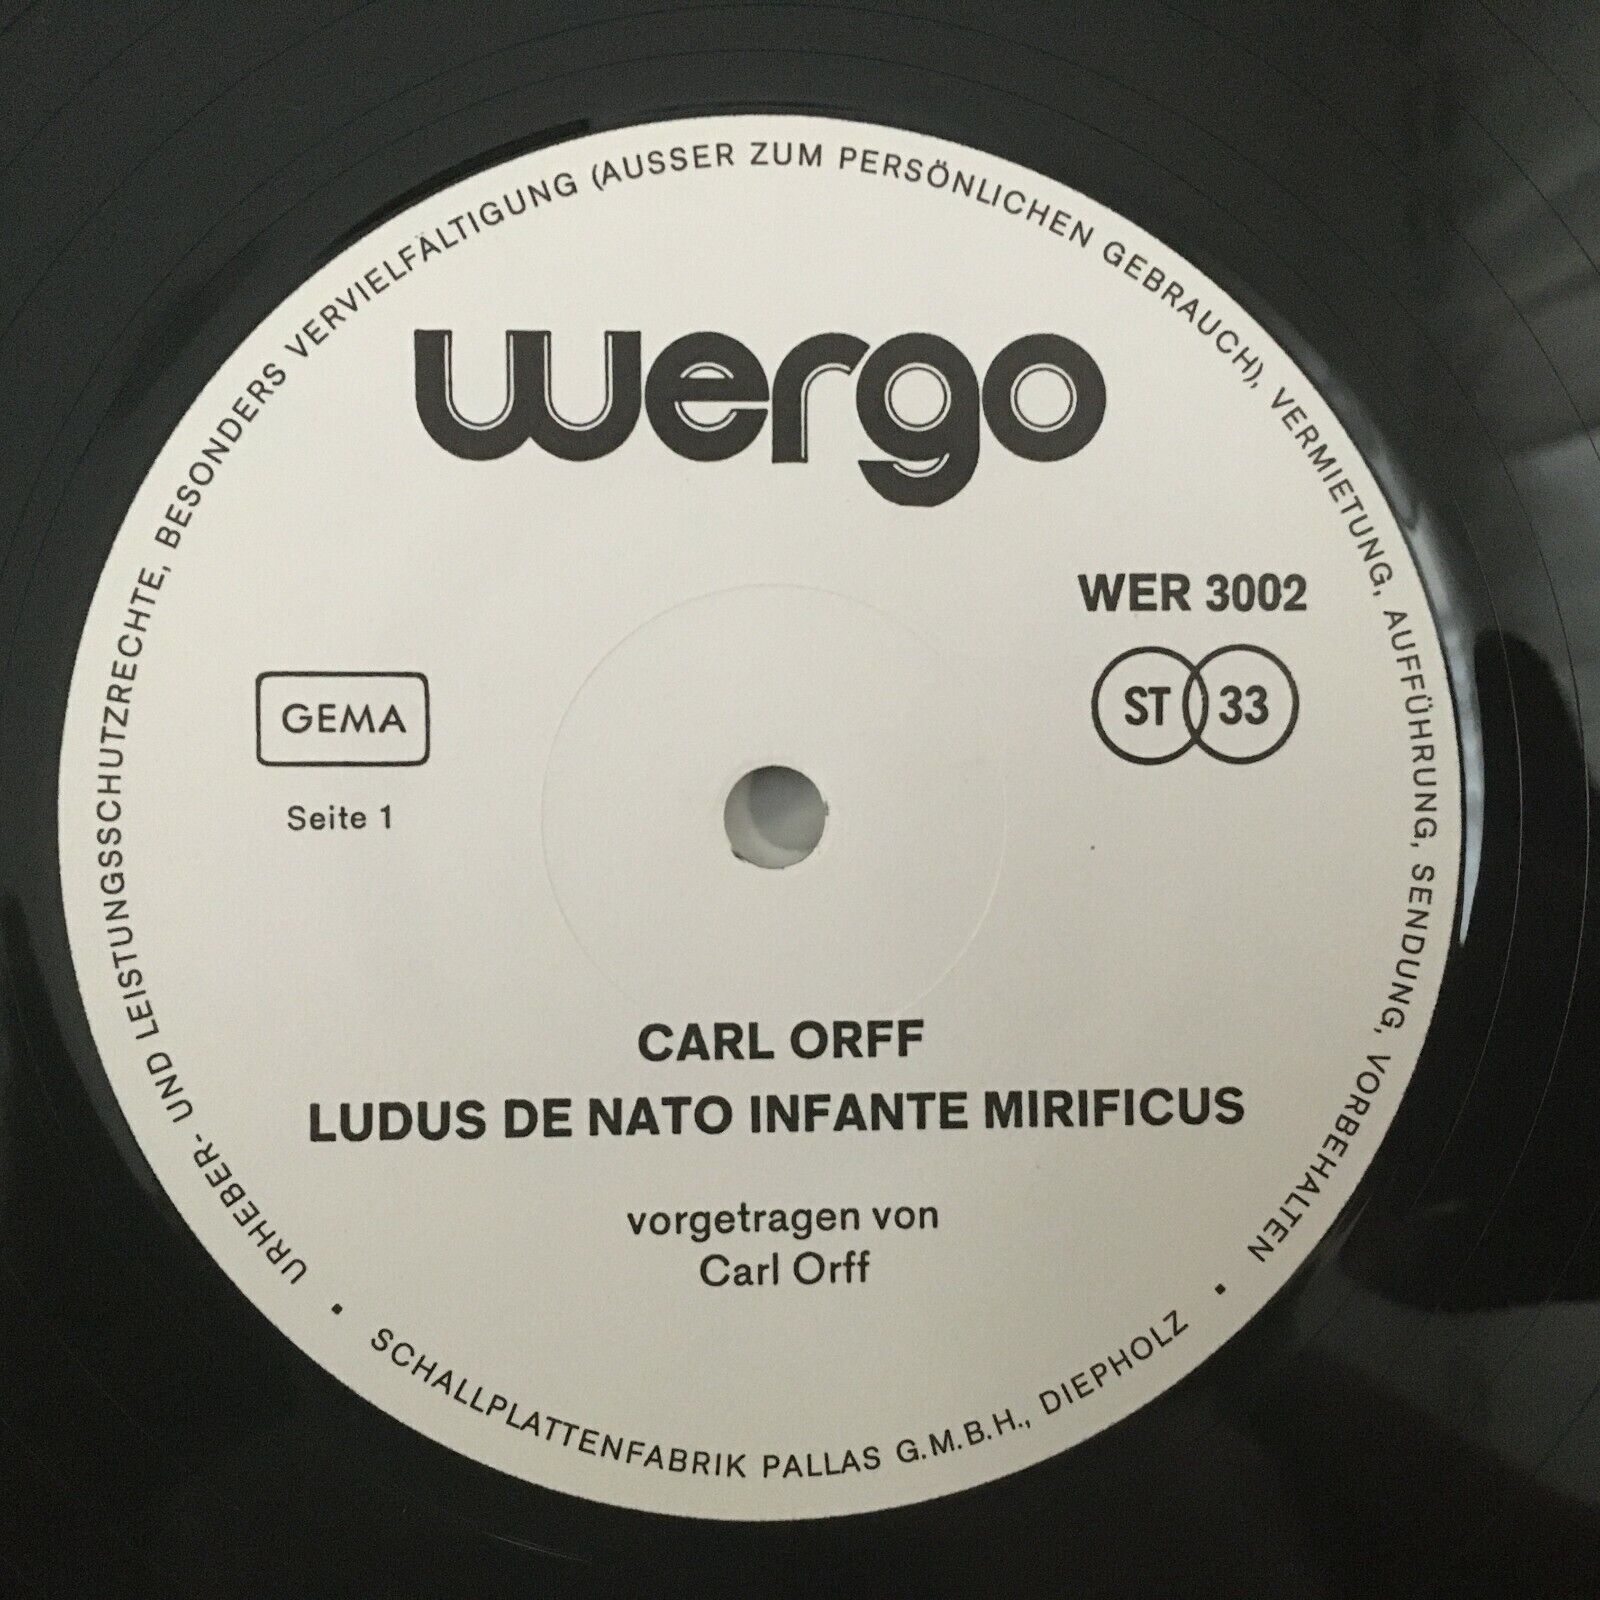 URHEBER- UND LEISTUNGSSCHUTZRECHTE, BESONDERS VERVIELFÄLTIGUNG (AUSSER ZUM PERSÖNLICHEN GEBRAUCH), VERMIETUNG, AUFFÜHRUNG, SENDUNG, VORBEHALTEN
wergo
WER 3002
ST 33
GEMA
Seite 1
CARL ORFF
LUDUS DE NATO INFANTE MIRIFICUS
vorgetragen von
Carl Orff
• SCHALLPLATTENFABRIK PALLAS G.M.B.H., DIEPHOLZ •